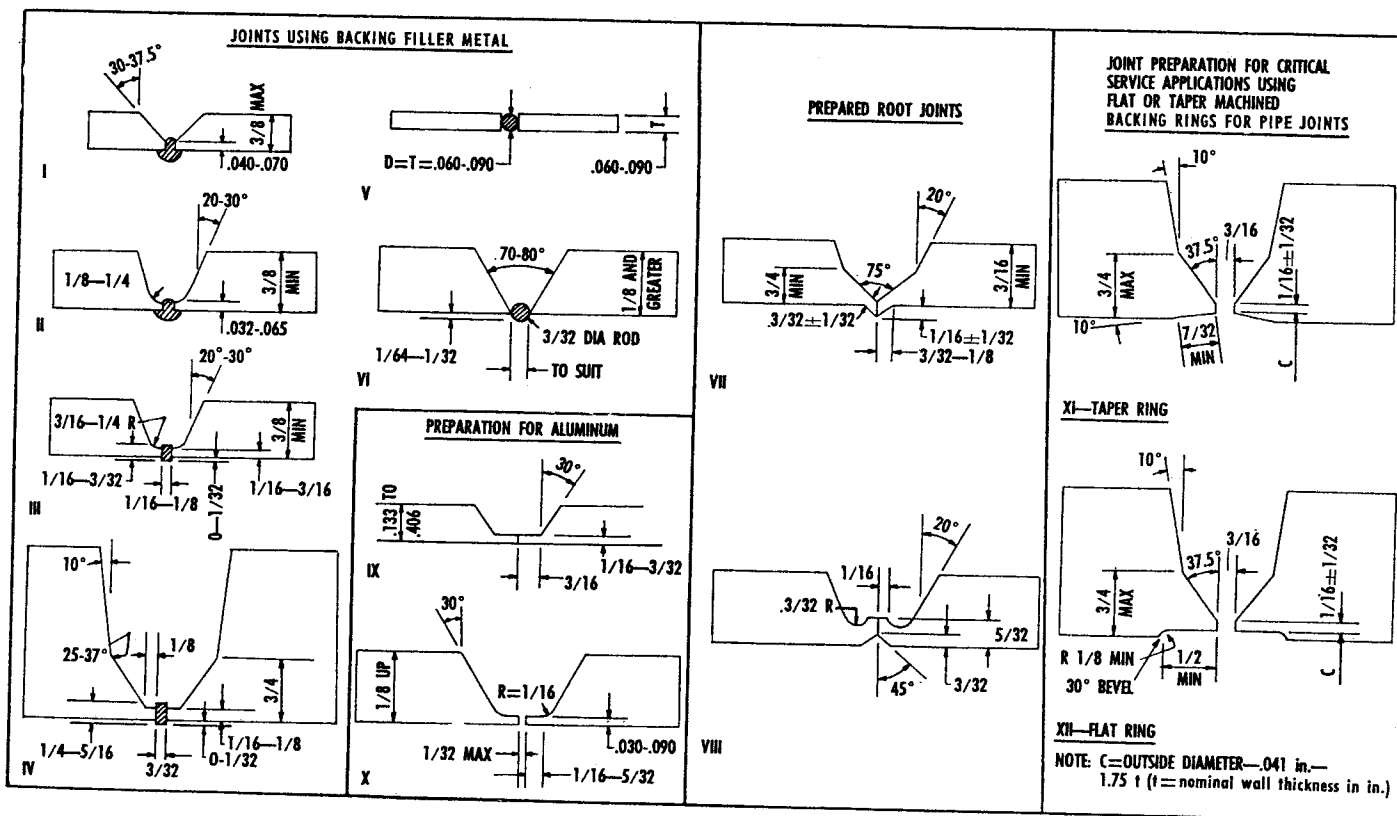 JOINTS USING BACKING FILLER METAL
30-37.5°
3/8 MAX
.040-.070
I
20-30°
1/8—1/4
3/8
MIN
.032-.065
II
20°-30°
3/16—1/4 R
3/8
MIN
1/16—3/32
1/16—1/8
0—1/32
1/16—3/16
III
10°
25-37°
1/8
3/4
1/4—5/16
3/32
0-1/32
1/16—1/8
IV
T
D=T=.060-.090
.060-.090
V
70-80°
1/8 AND
GREATER
1/64—1/32
3/32 DIA ROD
TO SUIT
VI
PREPARATION FOR ALUMINUM
30°
.133 TO
.406
1/16—3/32
3/16
IX
30°
1/8 UP
R=1/16
.030-.090
1/32 MAX
1/16—5/32
X
PREPARED ROOT JOINTS
20°
75°
3/4
MIN
3/16
MIN
.3/32±1/32
1/16±1/32
3/32—1/8
VII
20°
1/16
.3/32 R
5/32
3/32
45°
VIII
JOINT PREPARATION FOR CRITICAL
SERVICE APPLICATIONS USING
FLAT OR TAPER MACHINED
BACKING RINGS FOR PIPE JOINTS
10°
3/16
37.5°
1/16±1/32
3/4
MAX
10°
7/32
MIN
C
XI—TAPER RING
10°
3/16
37.5°
1/16±1/32
3/4
MAX
R 1/8 MIN
1/2
MIN
30° BEVEL
C
XII—FLAT RING
NOTE: C=OUTSIDE DIAMETER—.041 in.—
1.75 t (t=nominal wall thickness in in.)